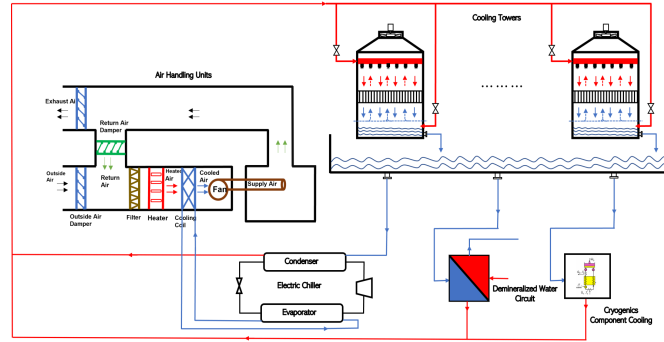 Cooling Towers
Air Handling Units
Exhaust Ai
Return Air
Damper
Return
Air
Outside
Air
Heated
Air
Cooled
Air
Fan
Supply Air
Outside Air
Damper
Filter
Heater
Cooling
Coil
Condenser
Electric Chiller
Evaporator
Demineralized Water
Circuit
Cryogenics
Component Cooling